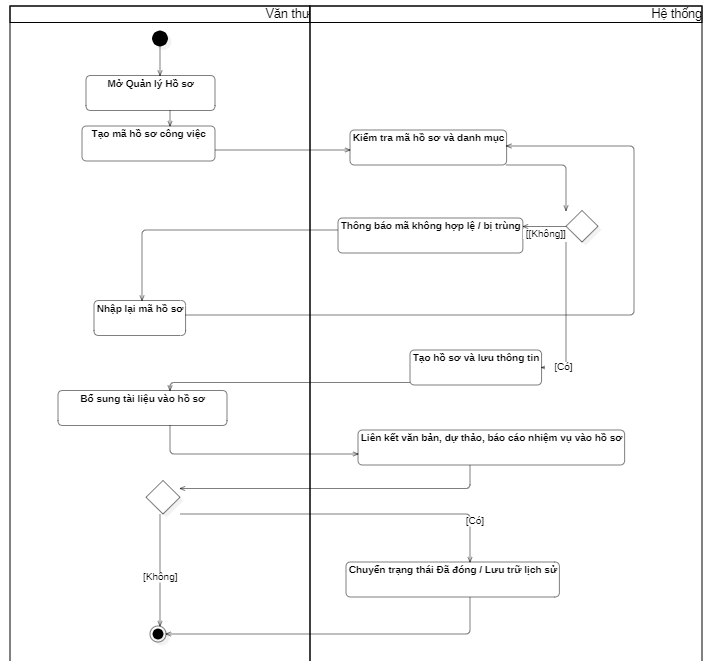 Văn thư
Hệ thống
Mở Quản lý Hồ sơ
Tạo mã hồ sơ công việc
Kiểm tra mã hồ sơ và danh mục
Thông báo mã không hợp lệ / bị trùng
[[Không]]
Nhập lại mã hồ sơ
Tạo hồ sơ và lưu thông tin
[Có]
Bổ sung tài liệu vào hồ sơ
Liên kết văn bản, dự thảo, báo cáo nhiệm vụ vào hồ sơ
[Có]
[Không]
Chuyển trạng thái Đã đóng / Lưu trữ lịch sử